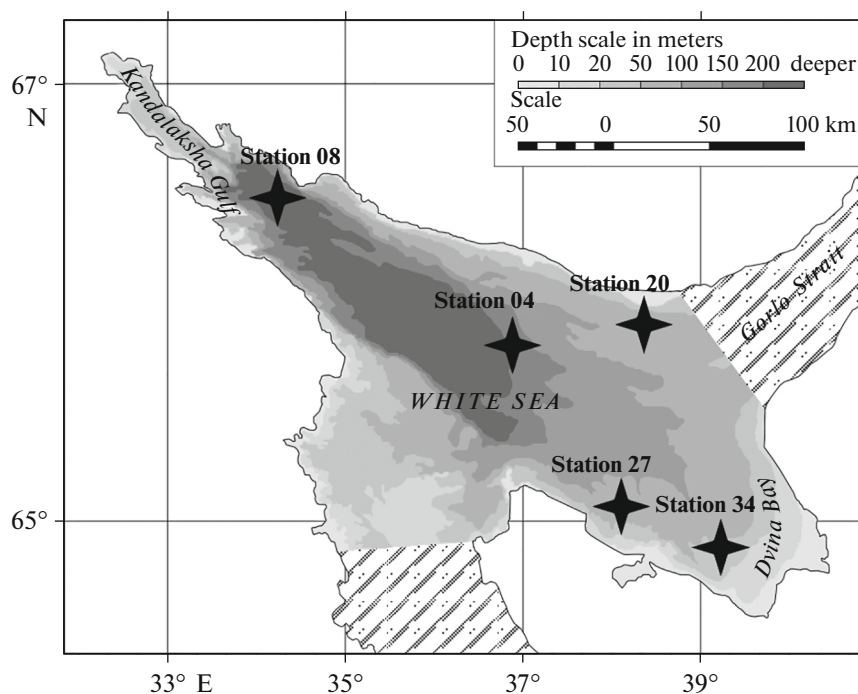 Depth scale in meters
0 10 20 50 100 150 200 deeper
Scale
50 0 50 100 km
67°
N
Kandalaksha Gulf
Station 08
Station 20
Station 04
Gorlo Strait
WHITE SEA
Station 27
Station 34
Dvina Bay
65°
33° E 35° 37° 39°